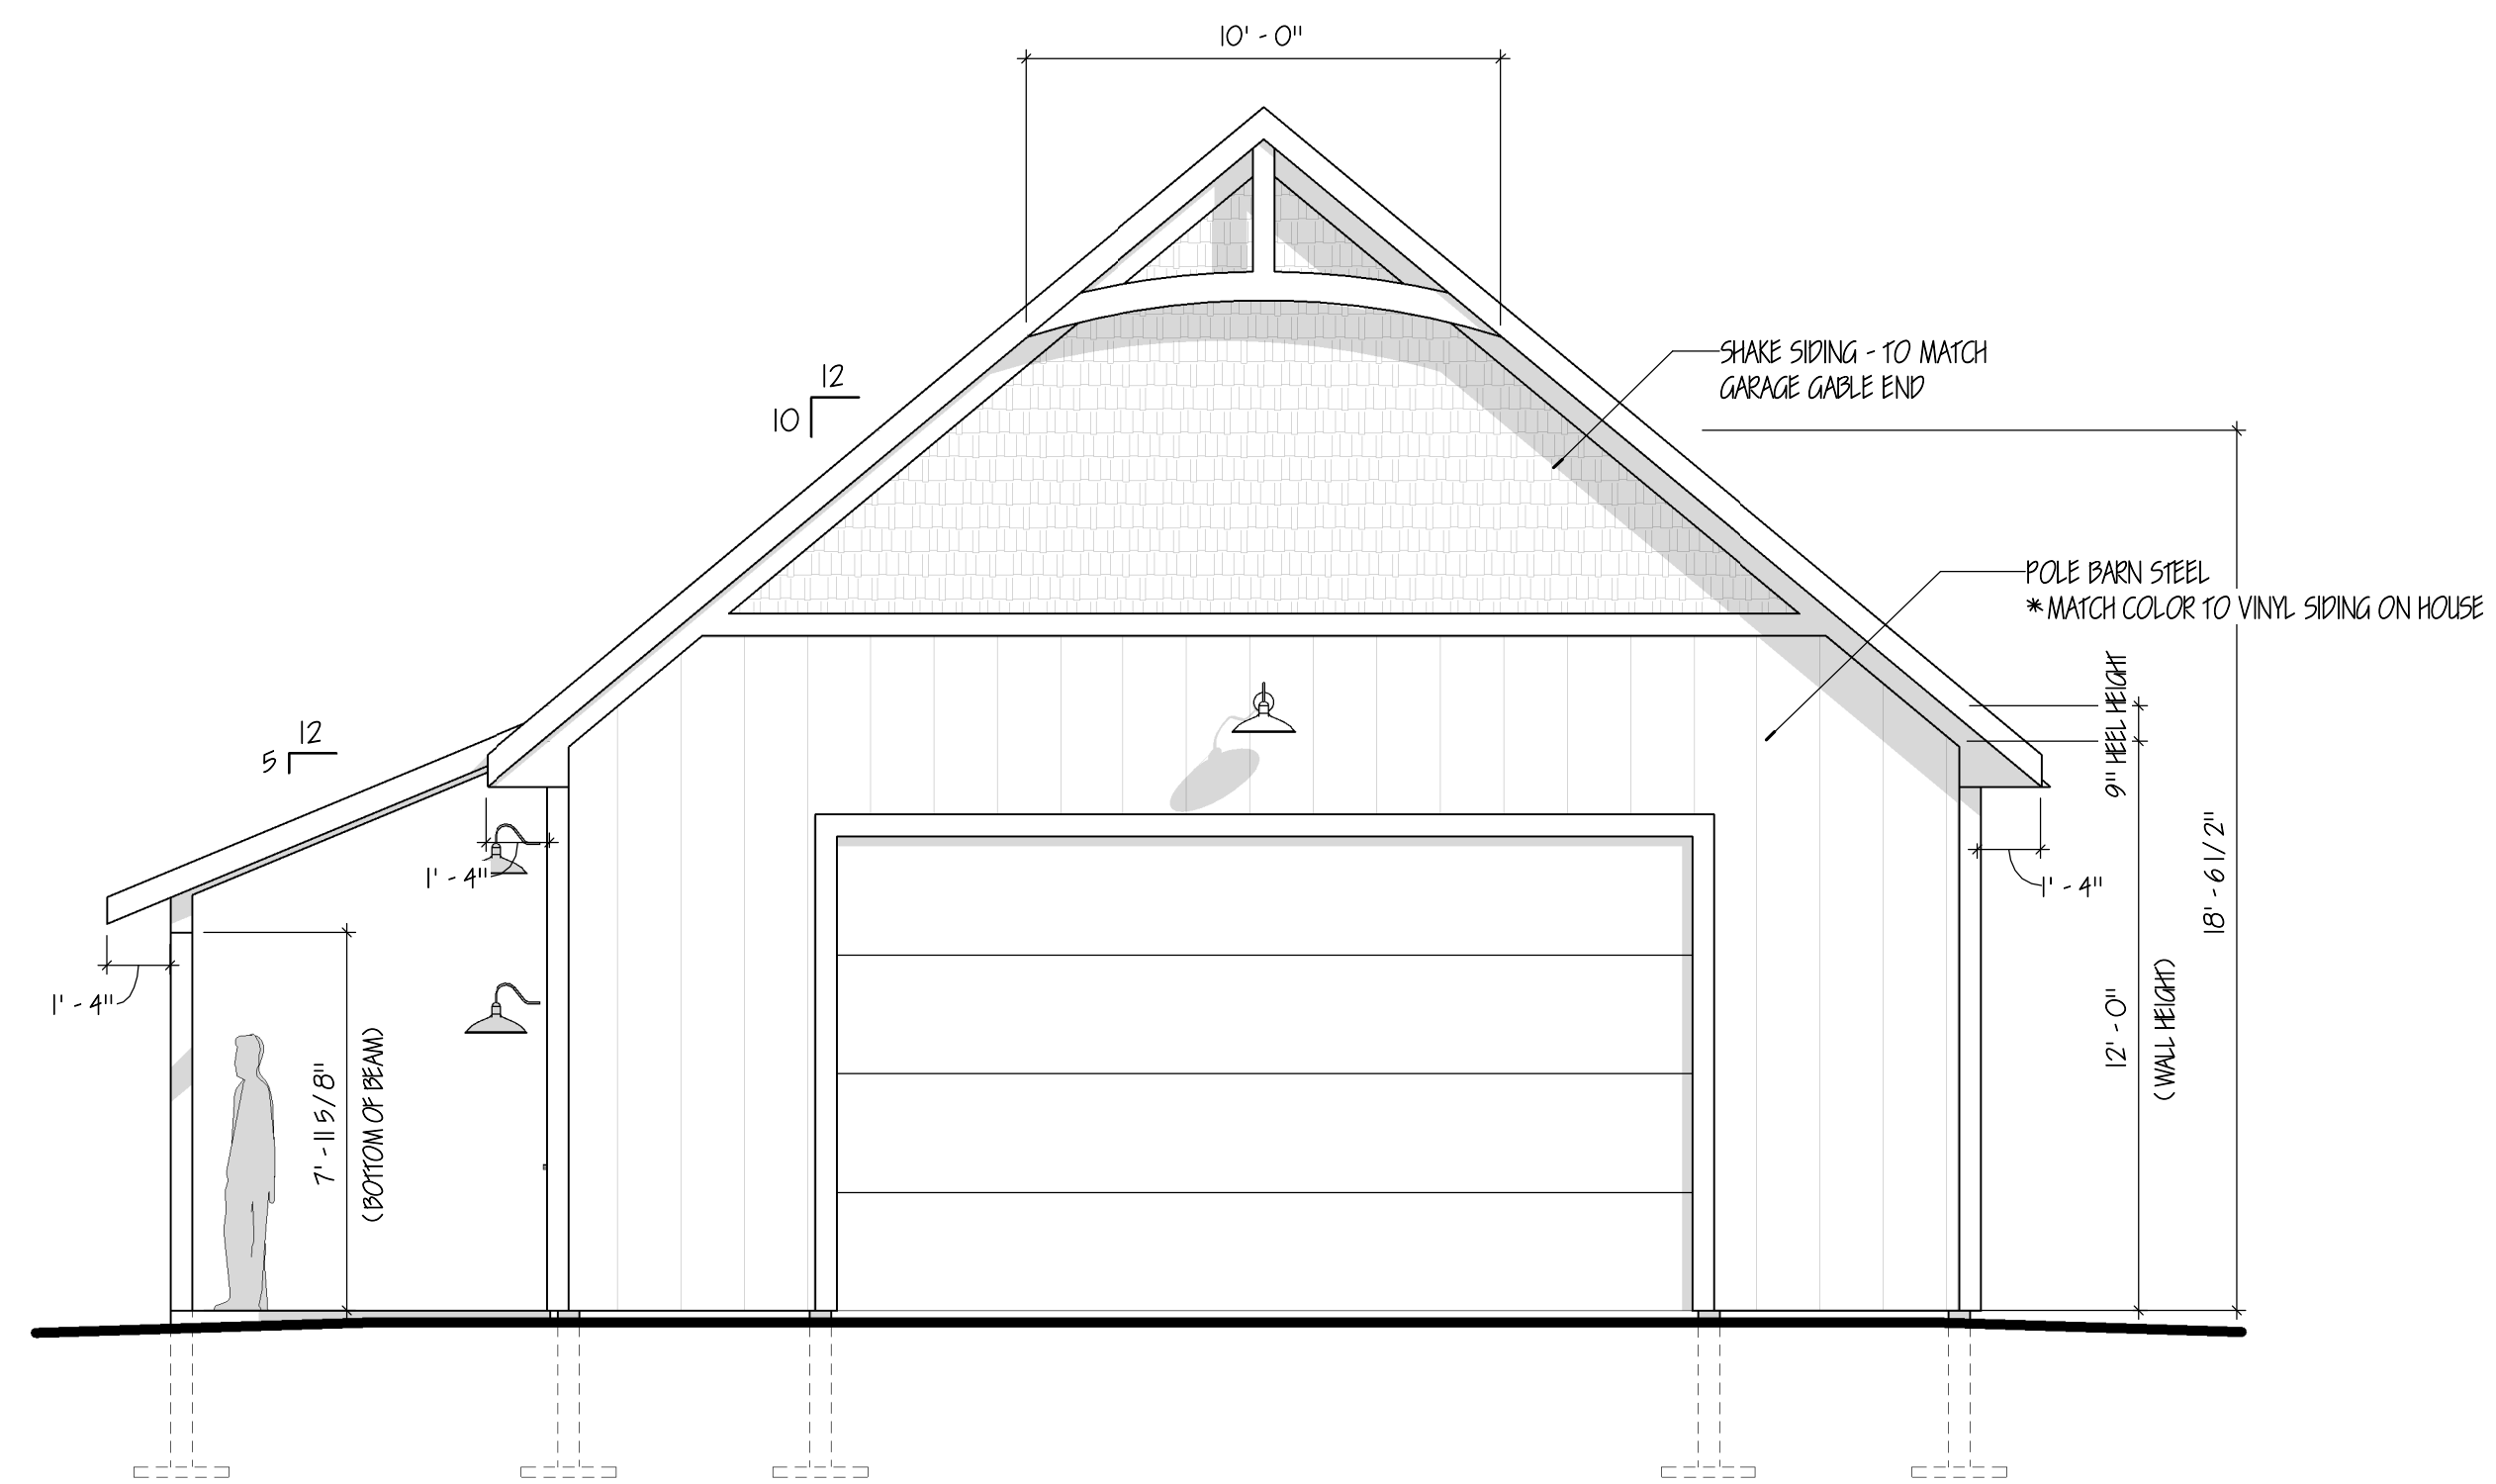 10' - 0"
SHAKE SIDING - TO MATCH
GARAGE GABLE END
12
10
POLE BARN STEEL
* MATCH COLOR TO VINYL SIDING ON HOUSE
9" HEEL HEIGHT
12
5
18' - 6 1/2"
1' - 4"
1' - 4"
1' - 4"
12' - 0"
(WALL HEIGHT)
7' - 11 5/8"
(BOTTOM OF BEAM)